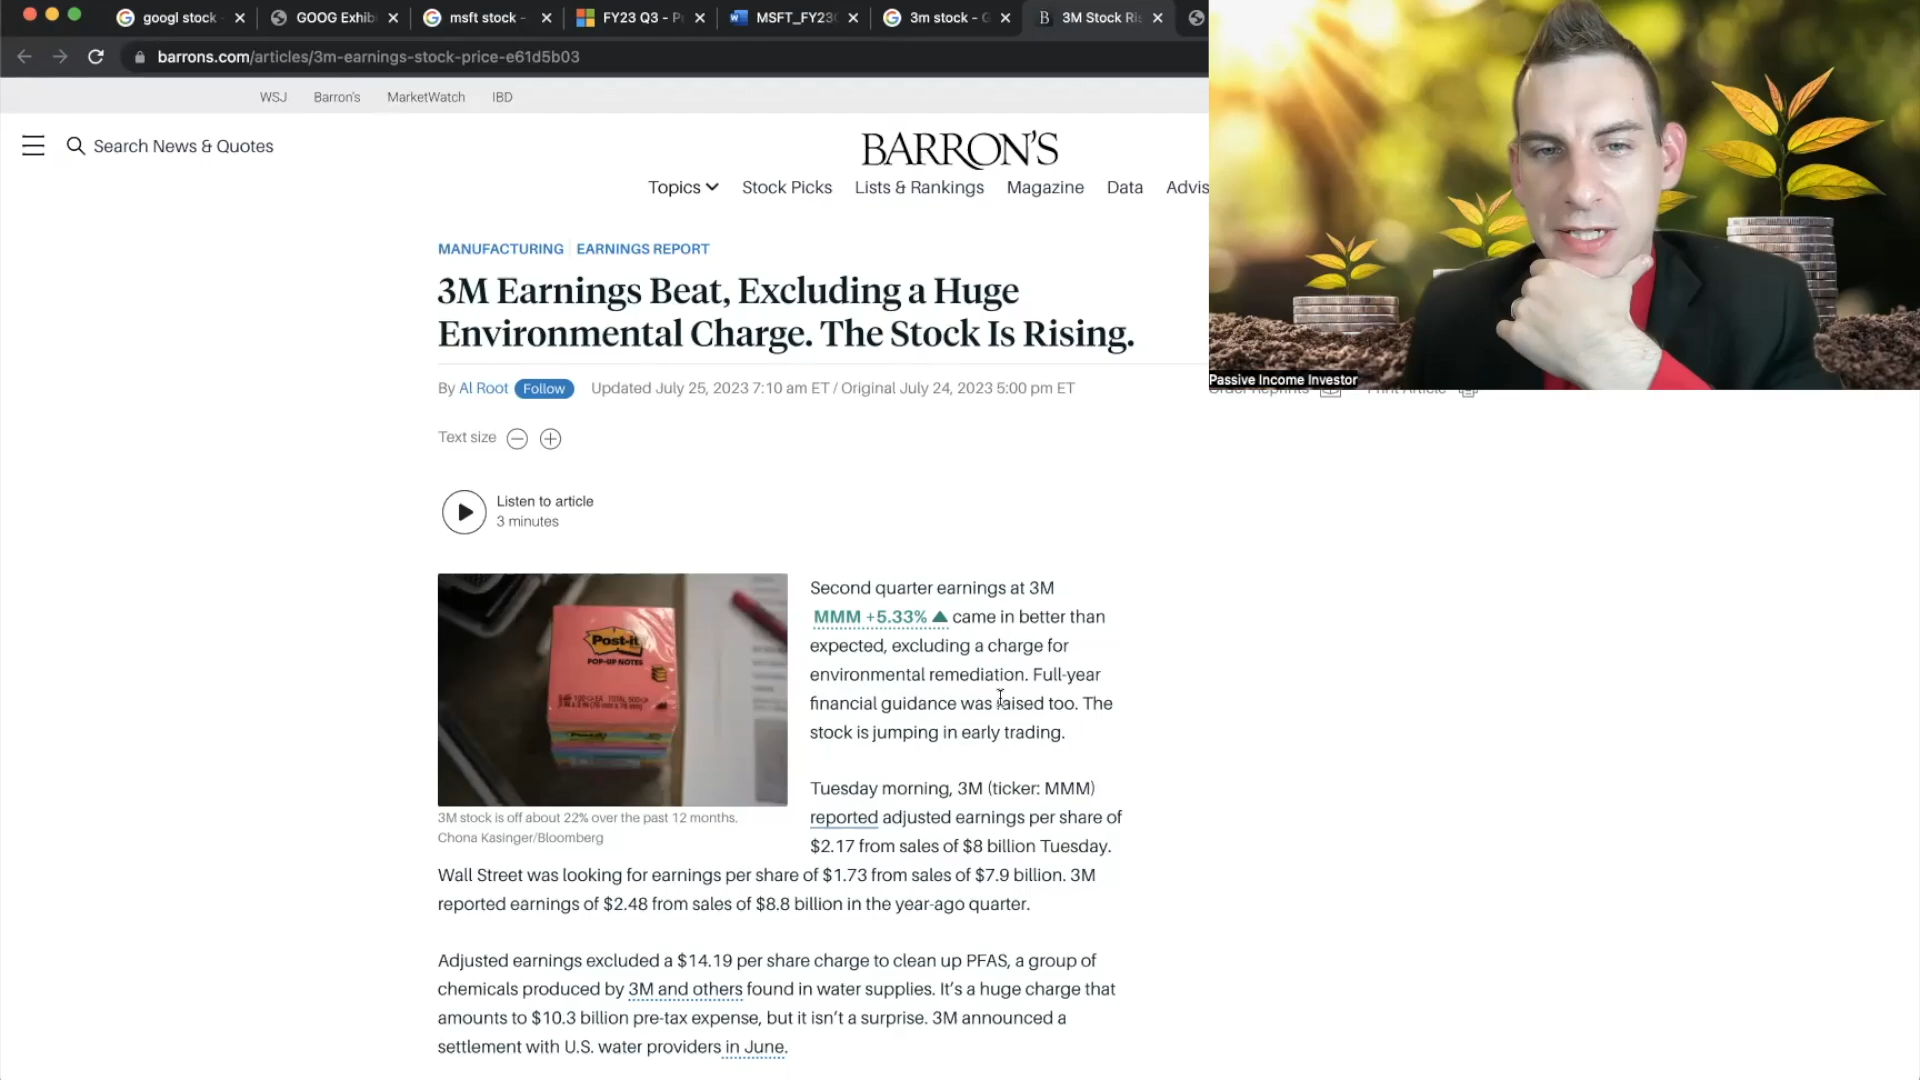 googl stock
GOOG Exhib
msft stock -
FY23 Q3 - P
MSFT_FY23
3m stock - G
3M Stock Ris
barrons.com/articles/3m-earnings-stock-price-e61d5b03
WSJ Barron's MarketWatch IBD
Search News & Quotes
BARRON'S
Topics Stock Picks Lists & Rankings Magazine Data Advis
MANUFACTURING EARNINGS REPORT
3M Earnings Beat, Excluding a Huge
Environmental Charge. The Stock Is Rising.
By Al Root Follow Updated July 25, 2023 7:10 am ET / Original July 24, 2023 5:00 pm ET
Passive Income Investor
Order Reprints Print Article
Text size
Listen to article
3 minutes
Post-it
POP-UP NOTES
3M stock is off about 22% over the past 12 months.
Chona Kasinger/Bloomberg
Second quarter earnings at 3M
MMM +5.33% ▲ came in better than
expected, excluding a charge for
environmental remediation. Full-year
financial guidance was raised too. The
stock is jumping in early trading.
Tuesday morning, 3M (ticker: MMM)
reported adjusted earnings per share of
$2.17 from sales of $8 billion Tuesday.
Wall Street was looking for earnings per share of $1.73 from sales of $7.9 billion. 3M
reported earnings of $2.48 from sales of $8.8 billion in the year-ago quarter.
Adjusted earnings excluded a $14.19 per share charge to clean up PFAS, a group of
chemicals produced by 3M and others found in water supplies. It's a huge charge that
amounts to $10.3 billion pre-tax expense, but it isn't a surprise. 3M announced a
settlement with U.S. water providers in June.